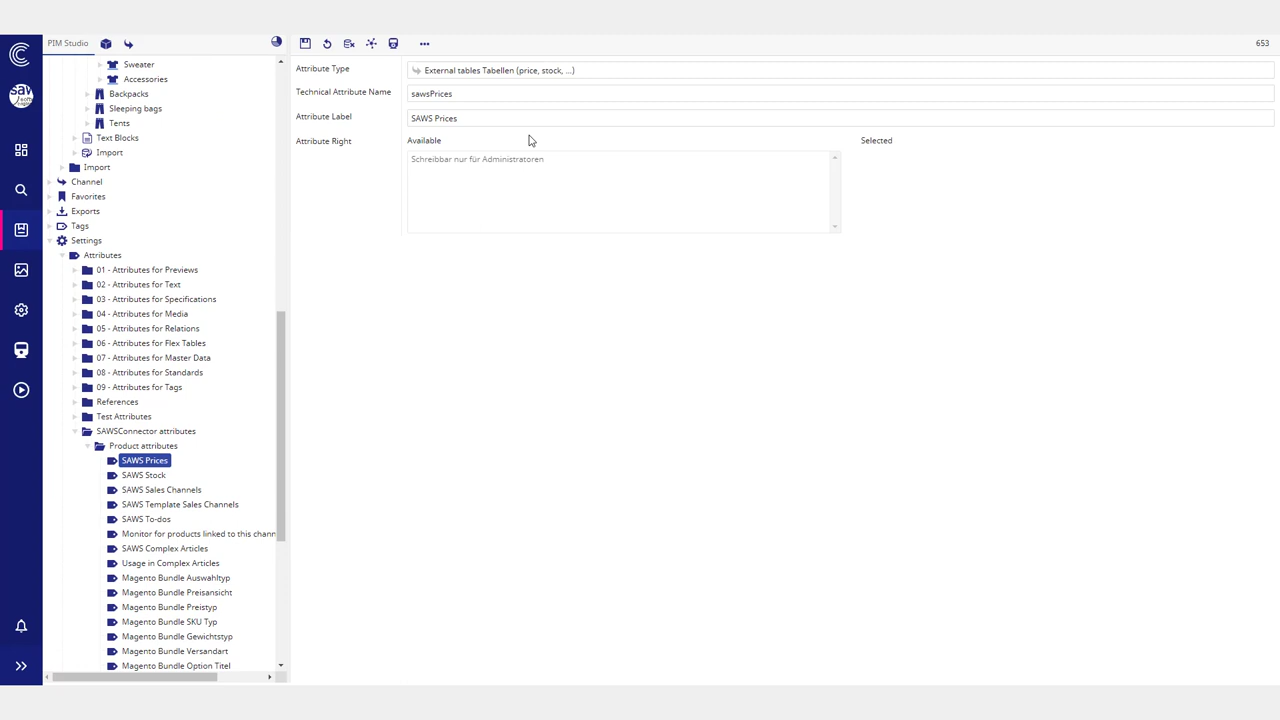 PIM Studio
653
Sweater
Accessories
Backpacks
Sleeping bags
Tents
Text Blocks
Import
Import
Channel
Favorites
Exports
Tags
Settings
Attributes
01 - Attributes for Previews
02 - Attributes for Text
03 - Attributes for Specifications
04 - Attributes for Media
05 - Attributes for Relations
06 - Attributes for Flex Tables
07 - Attributes for Master Data
08 - Attributes for Standards
09 - Attributes for Tags
References
Test Attributes
SAWSConnector attributes
Product attributes
SAWS Prices
SAWS Stock
SAWS Sales Channels
SAWS Template Sales Channels
SAWS To-dos
Monitor for products linked to this chann
SAWS Complex Articles
Usage in Complex Articles
Magento Bundle Auswahltyp
Magento Bundle Preisansicht
Magento Bundle Preistyp
Magento Bundle SKU Typ
Magento Bundle Gewichtstyp
Magento Bundle Versandart
Magento Bundle Option Titel
Attribute Type
External tables Tabellen (price, stock, ...)
Technical Attribute Name
sawsPrices
Attribute Label
SAWS Prices
Attribute Right
Available
Selected
Schreibbar nur für Administratoren